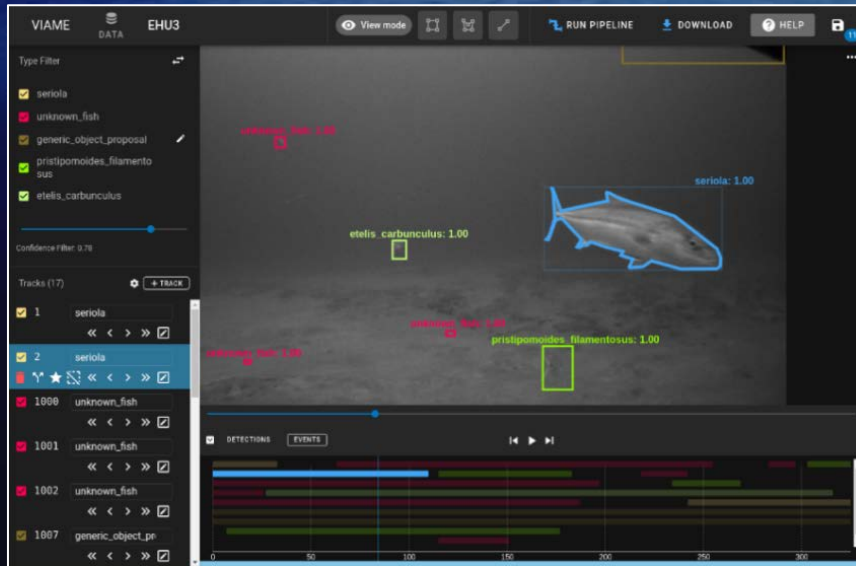 VIAME
DATA
EHU3
View mode
RUN PIPELINE
DOWNLOAD
HELP
11
Type Filter
seriola
unknown_fish
generic_object_proposal
pristipomoides_filamento
sus
etelis_carbunculus
Confidence Filter: 0.78
Tracks (17)
+ TRACK
1 seriola
2 seriola
1000 unknown_fish
1001 unknown_fish
1002 unknown_fish
1007 generic_object_pr
unknown_fish: 1.00
seriola: 1.00
etelis_carbunculus: 1.00
unknown_fish: 1.00
pristipomoides_filamentosus: 1.00
unknown_fish: 1.00
DETECTIONS
EVENTS
0 50 100 150 200 250 300